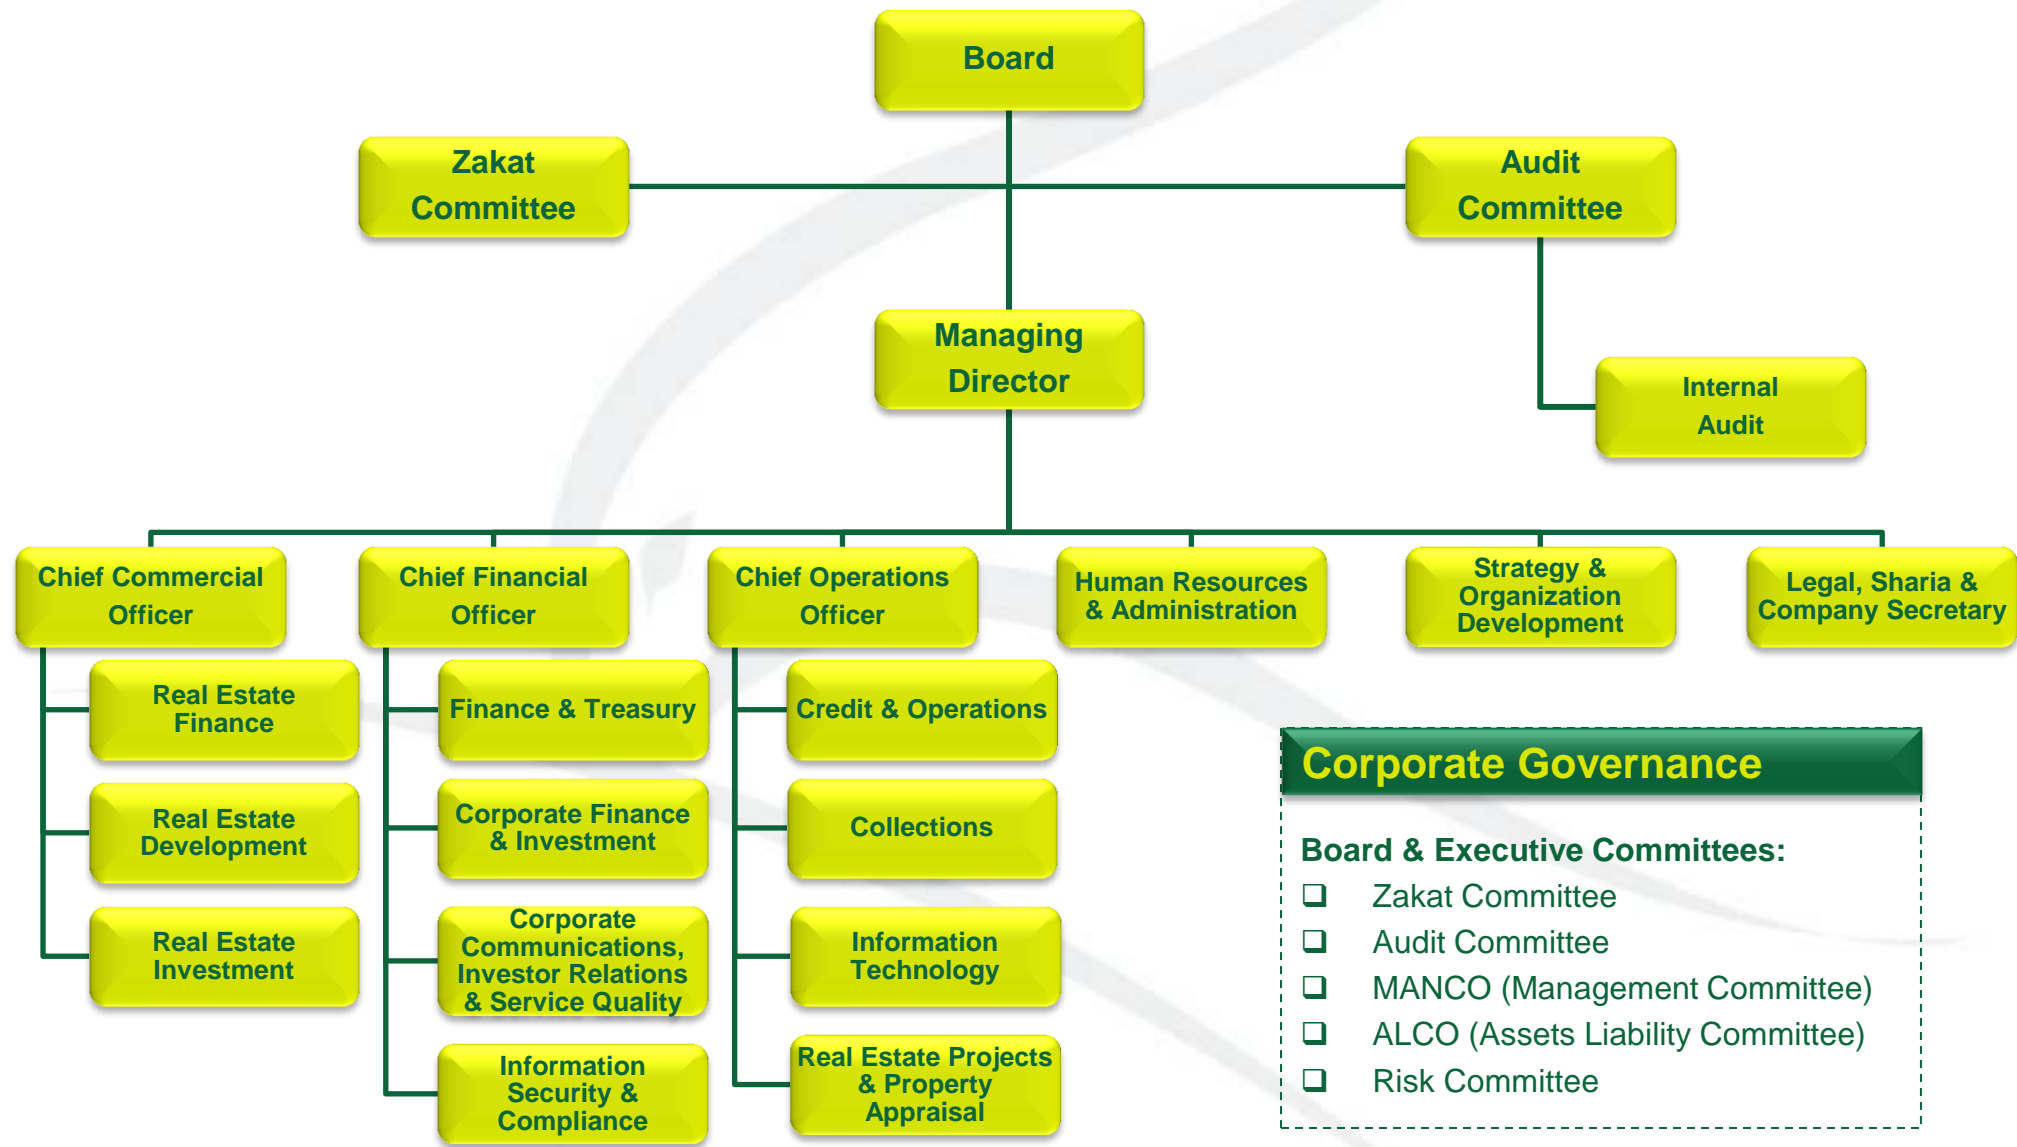 Board
Zakat
Committee
Audit
Committee
Managing
Director
Internal
Audit
Chief Commercial
Officer
Chief Financial
Officer
Chief Operations
Officer
Human Resources
& Administration
Strategy &
Organization
Development
Legal, Sharia &
Company Secretary
Real Estate
Finance
Real Estate
Development
Real Estate
Investment
Finance & Treasury
Corporate Finance
& Investment
Corporate
Communications,
Investor Relations
& Service Quality
Information
Security &
Compliance
Credit & Operations
Collections
Information
Technology
Real Estate Projects
& Property
Appraisal
Corporate Governance
Board & Executive Committees:
❑ Zakat Committee
❑ Audit Committee
❑ MANCO (Management Committee)
❑ ALCO (Assets Liability Committee)
❑ Risk Committee